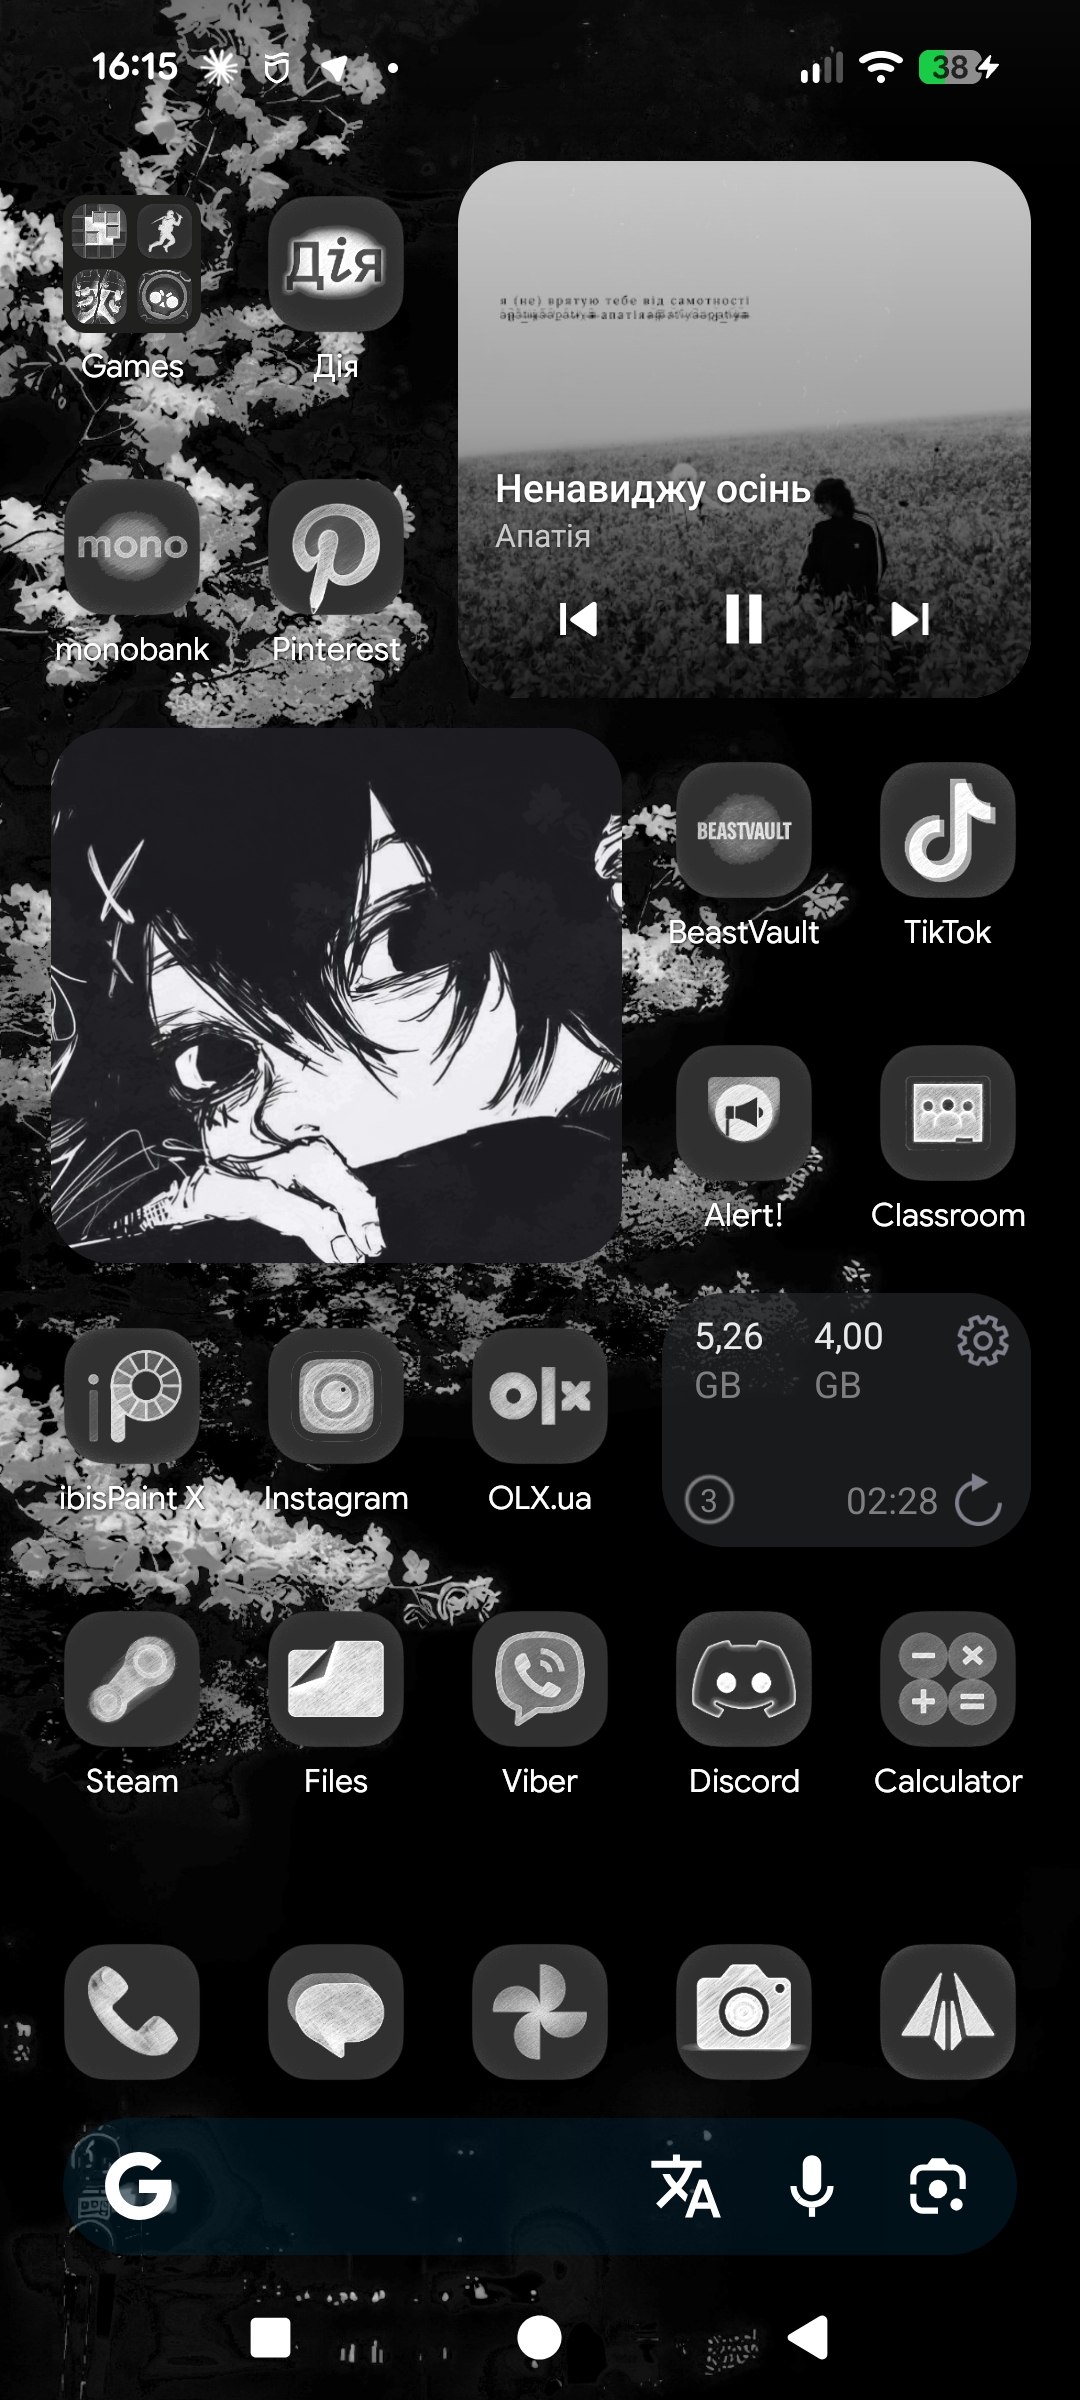 16:15
38
Games
Дія
Дія
я (не) врятую тебе від самотності
Ненавиджу осінь
Апатія
mono
monobank
Pinterest
BEASTVAULT
BeastVault
TikTok
Alert!
Classroom
5,26 4,00
GB GB
3 02:28
iP
ibisPaint X
Instagram
olx
OLX.ua
Steam
Files
Viber
Discord
Calculator
G